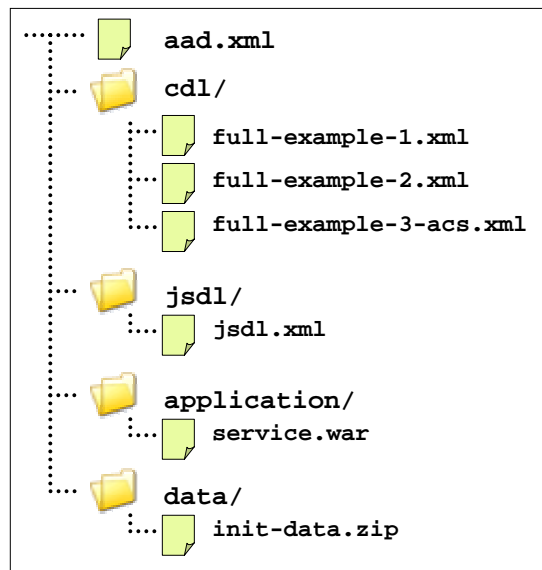 aad.xml
cdl/
full-example-1.xml
full-example-2.xml
full-example-3-acs.xml
jsdl/
jsdl.xml
application/
service.war
data/
init-data.zip